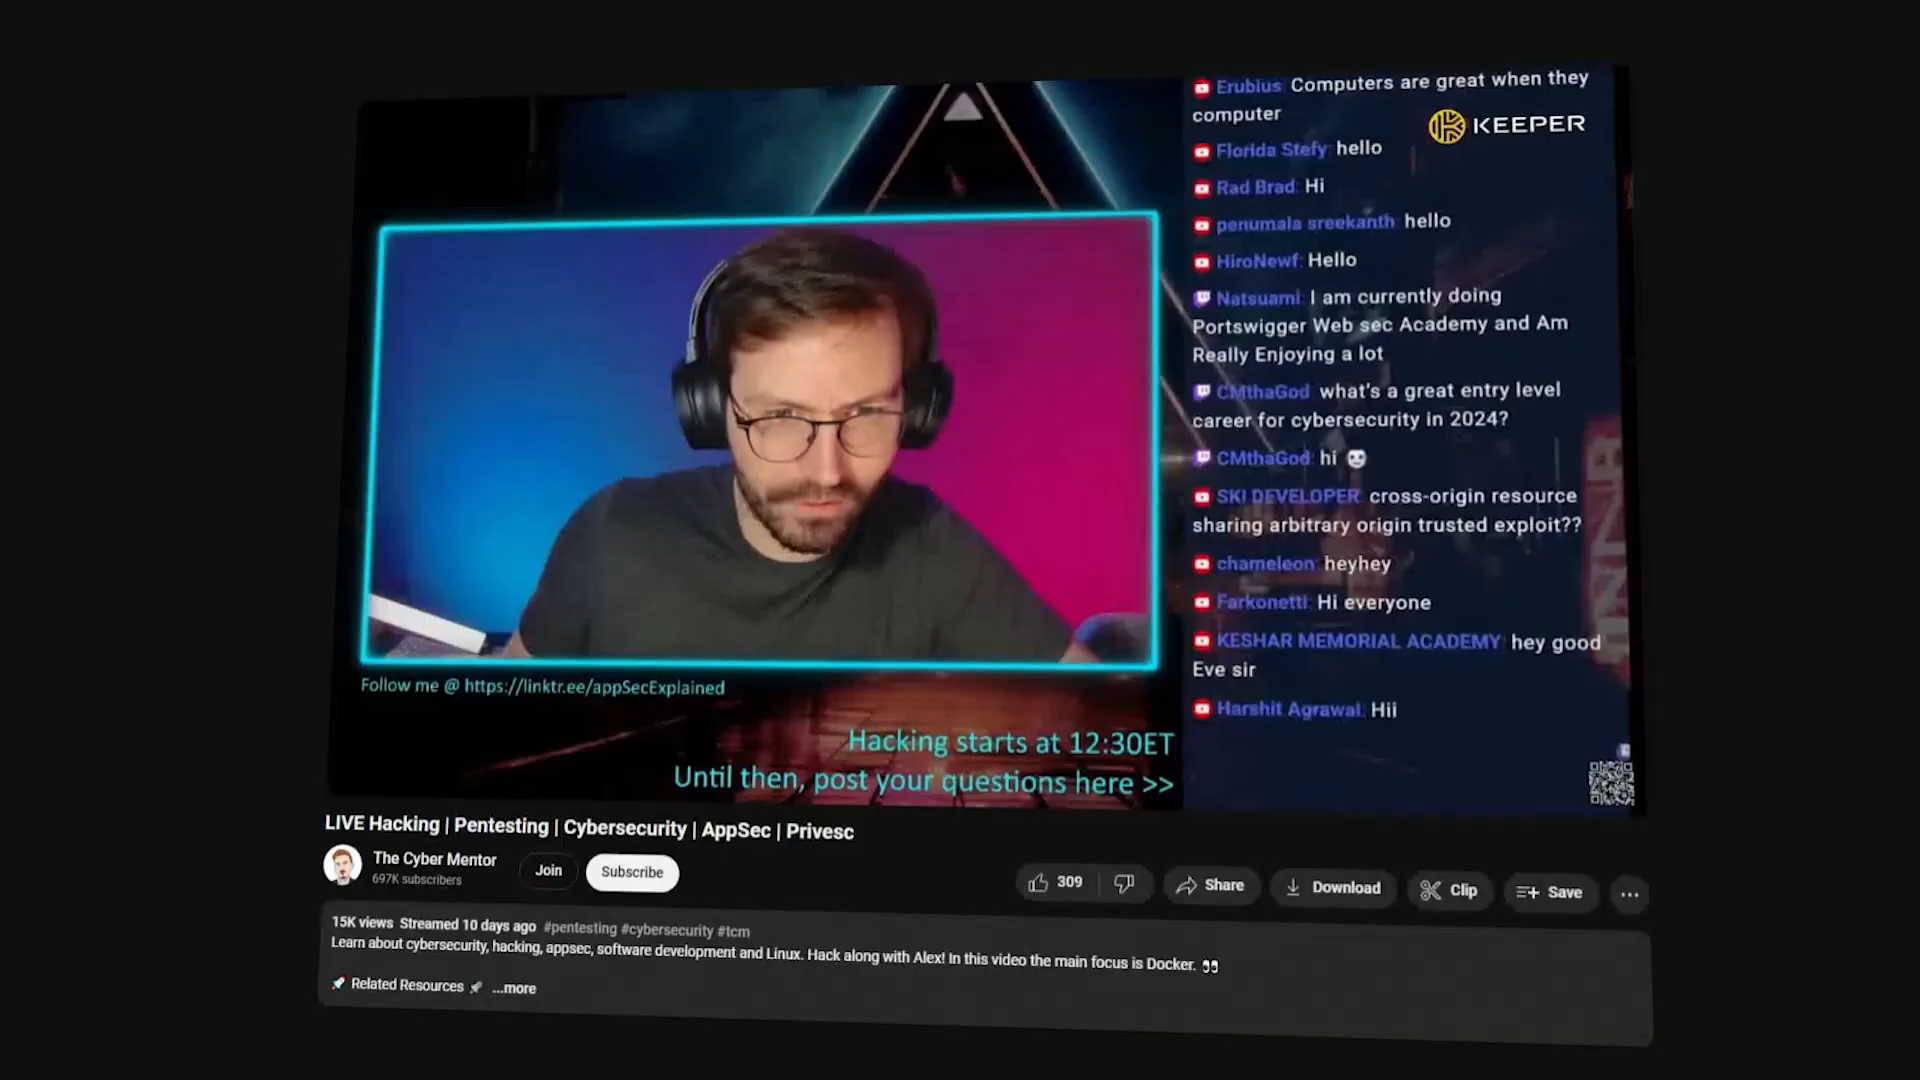 Erubius: Computers are great when they
computer
KEEPER
Florida Stefy: hello
Rad Brad: Hi
penumala sreekanth: hello
HiroNewf: Hello
Natsuami: I am currently doing
Portswigger Web sec Academy and Am
Really Enjoying a lot
CMthaGod: what's a great entry level
career for cybersecurity in 2024?
CMthaGod: hi
SKI DEVELOPER: cross-origin resource
sharing arbitrary origin trusted exploit??
chameleon: heyhey
Farkonetti: Hi everyone
KESHAR MEMORIAL ACADEMY: hey good
Eve sir
Harshit Agrawal: Hii
Follow me @ https://linktr.ee/appSecExplained
Hacking starts at 12:30ET
Until then, post your questions here >>
LIVE Hacking | Pentesting | Cybersecurity | AppSec | Privesc
The Cyber Mentor
697K subscribers
Join
Subscribe
309
Share
Download
Clip
Save
15K views Streamed 10 days ago #pentesting #cybersecurity #tcm
Learn about cybersecurity, hacking, appsec, software development and Linux. Hack along with Alex! In this video the main focus is Docker. 👀
🚀 Related Resources 🚀 ...more